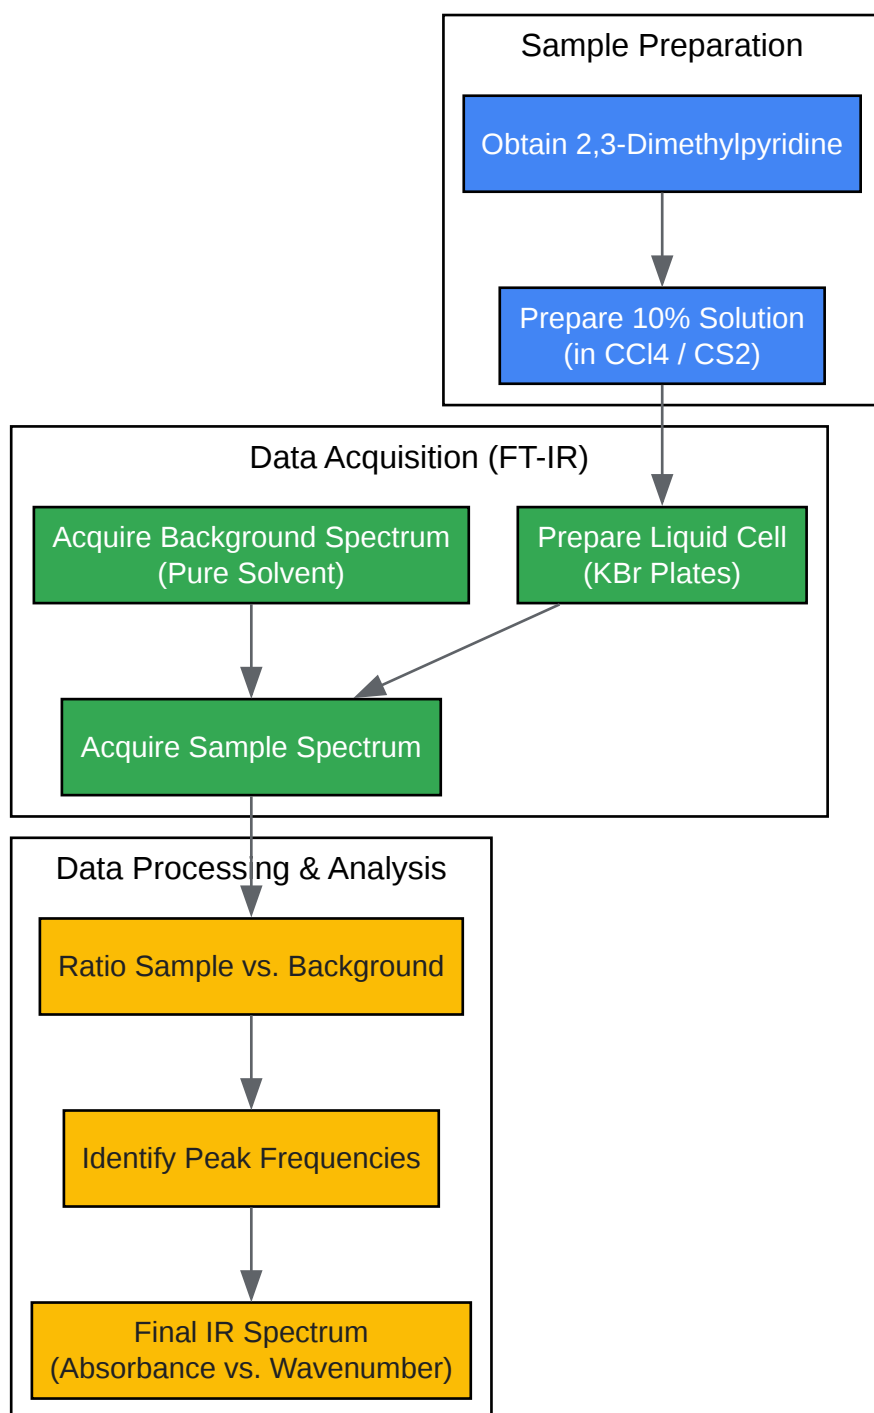 Sample Preparation
Obtain 2,3-Dimethylpyridine
Prepare 10% Solution
(in CCl4 / CS2)
Data Acquisition (FT-IR)
Acquire Background Spectrum
(Pure Solvent)
Prepare Liquid Cell
(KBr Plates)
Acquire Sample Spectrum
Data Processing & Analysis
Ratio Sample vs. Background
Identify Peak Frequencies
Final IR Spectrum
(Absorbance vs. Wavenumber)